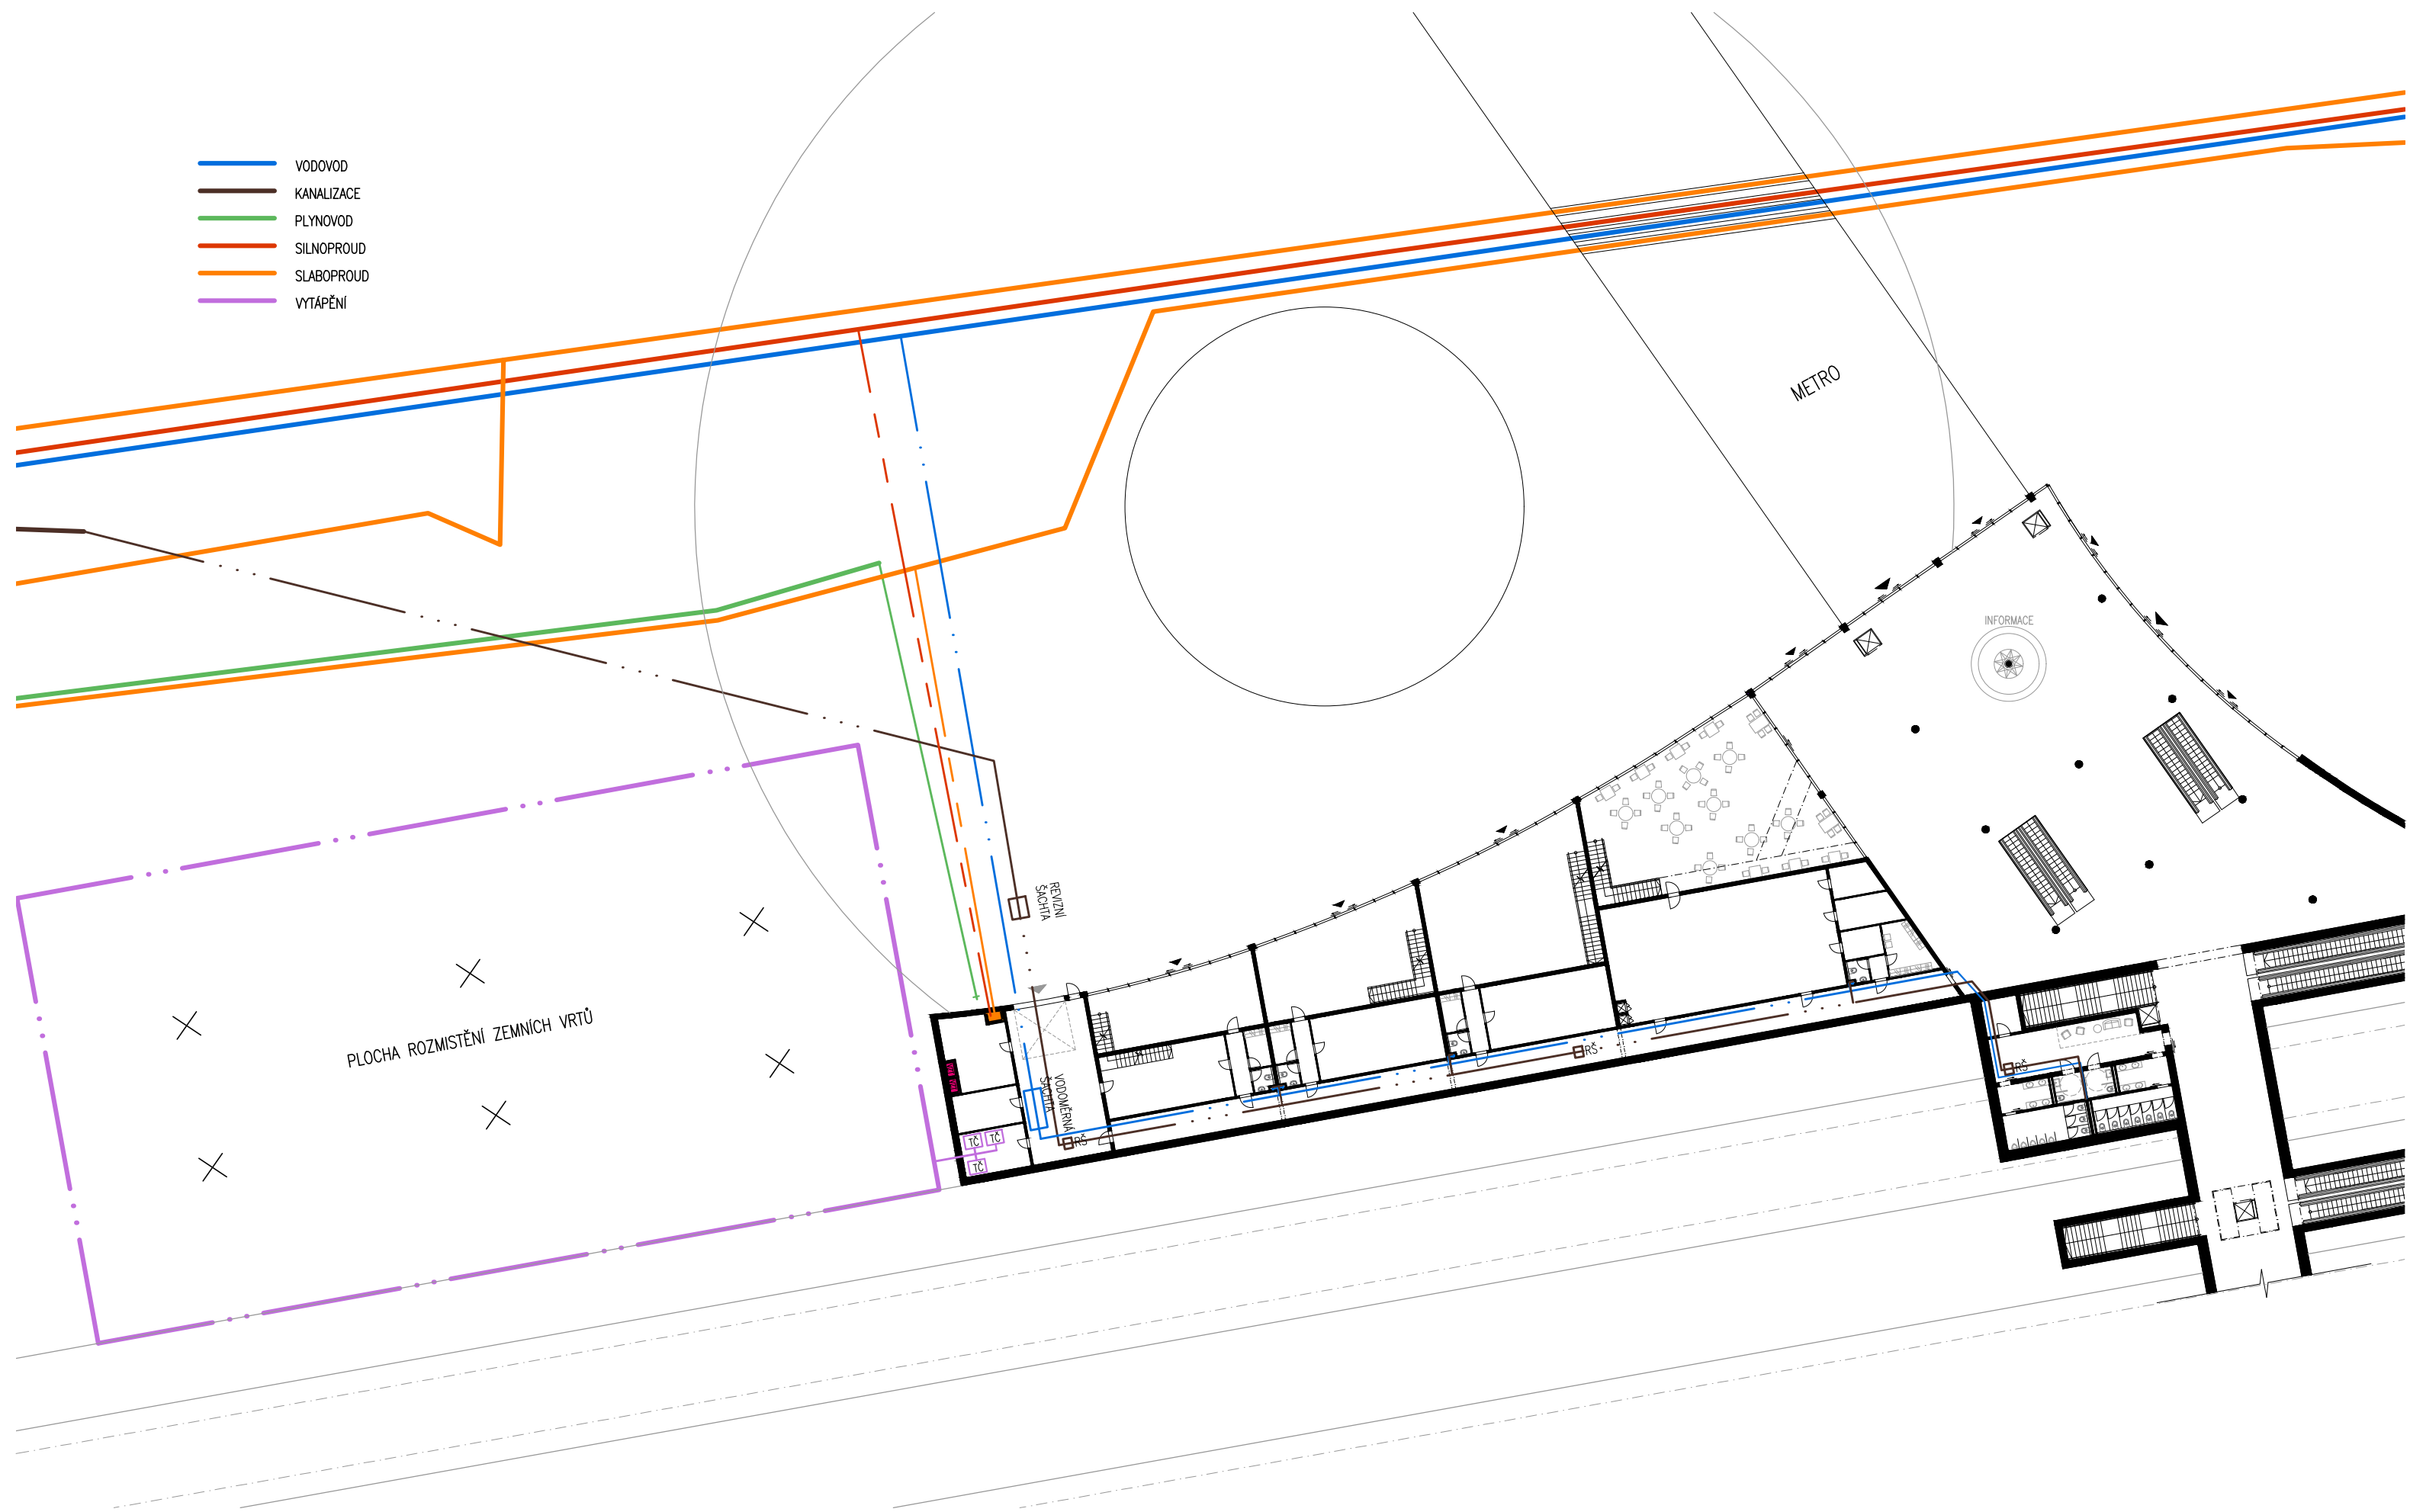 VODOVOD
KANALIZACE
PLYNOVOD
SILNOPROUD
SLABOPROUD
VYTÁPĚNÍ
METRO
INFORMACE
REVIZNÍ
ŠACHTA
PLOCHA ROZMISTĚNÍ ZEMNÍCH VRTŮ
VODOMĚRNÁ
ŠACHTA
RŠ
RŠ
RŠ
TČ
TČ
TČ